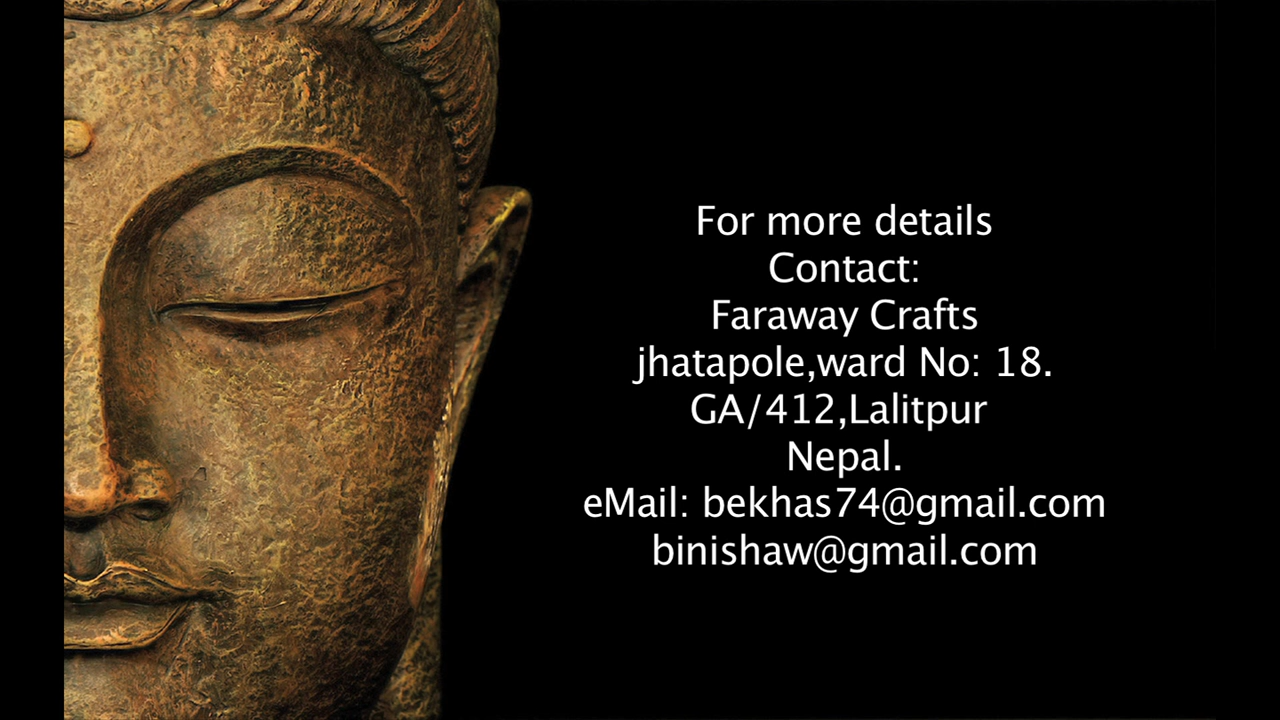 For more details
Contact:
Faraway Crafts
jhatapole,ward No: 18.
GA/412,Lalitpur
Nepal.
eMail: bekhas74@gmail.com
binishaw@gmail.com